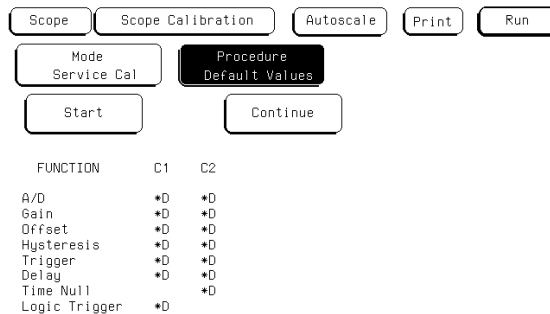 Scope Scope Calibration Autoscale Print Run
Mode Procedure
Service Cal Default Values
Start Continue
FUNCTION C1 C2
A/D *D *D
Gain *D *D
Offset *D *D
Hysteresis *D *D
Trigger *D *D
Delay *D *D
Time Null *D
Logic Trigger *D